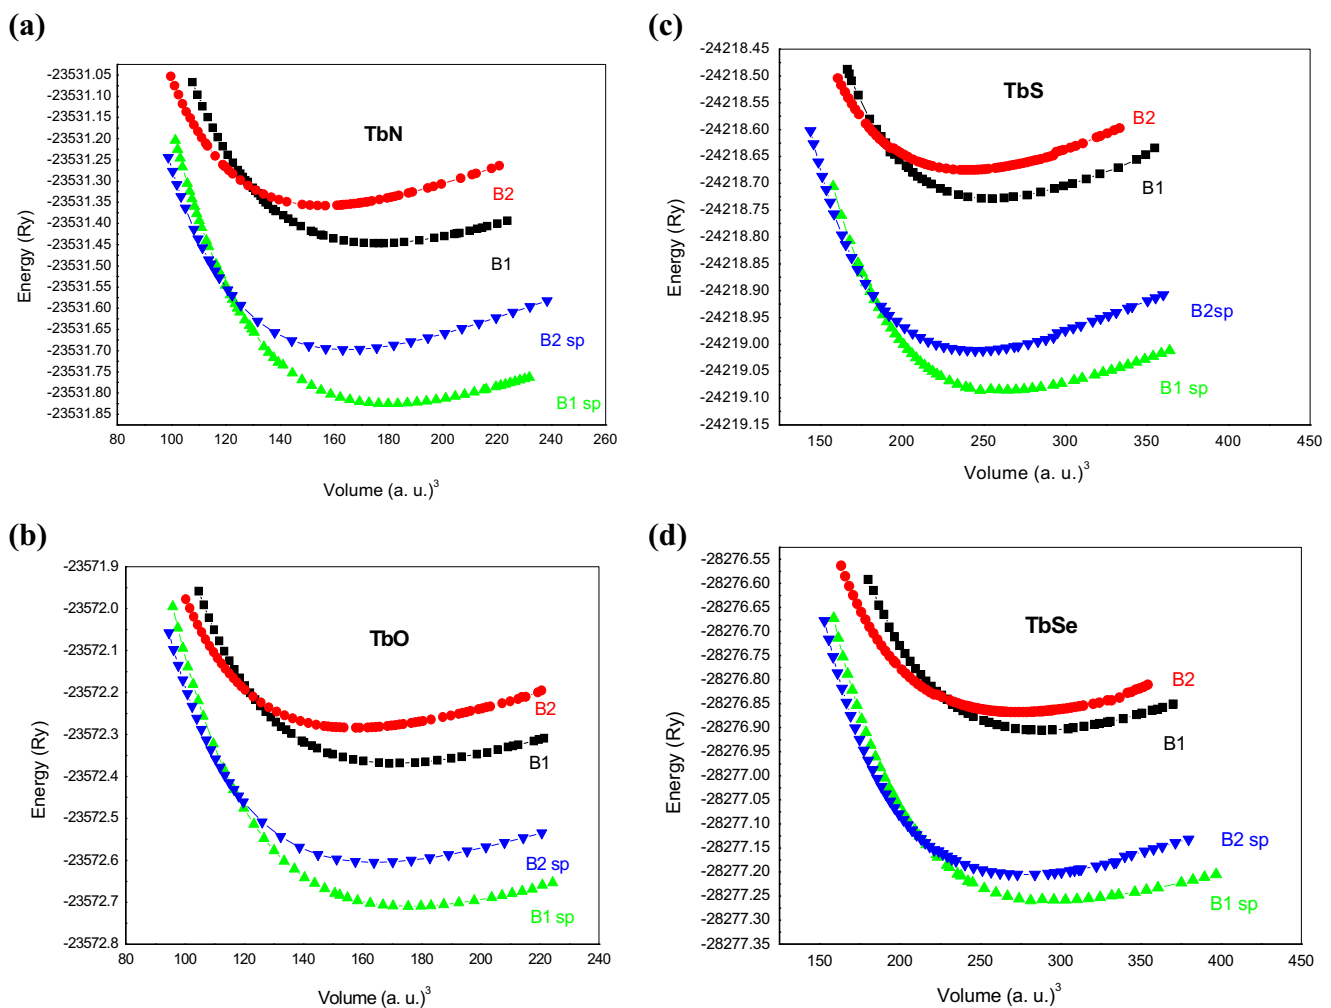 (a)
-23531.05
-23531.10
-23531.15
-23531.20
-23531.25
-23531.30
-23531.35
-23531.40
-23531.45
-23531.50
-23531.55
-23531.60
-23531.65
-23531.70
-23531.75
-23531.80
-23531.85
Energy (Ry)
TbN
B2
B1
B2 sp
B1 sp
80 100 120 140 160 180 200 220 240 260
Volume (a. u.)³
(c)
-24218.45
-24218.50
-24218.55
-24218.60
-24218.65
-24218.70
-24218.75
-24218.80
-24218.85
-24218.90
-24218.95
-24219.00
-24219.05
-24219.10
-24219.15
Energy (Ry)
TbS
B2
B1
B2sp
B1 sp
150 200 250 300 350 400 450
Volume (a. u.)³
(b)
-23571.9
-23572.0
-23572.1
-23572.2
-23572.3
-23572.4
-23572.5
-23572.6
-23572.7
-23572.8
Energy (Ry)
TbO
B2
B1
B2 sp
B1 sp
80 100 120 140 160 180 200 220 240
Volume (a. u.)³
(d)
-28276.55
-28276.60
-28276.65
-28276.70
-28276.75
-28276.80
-28276.85
-28276.90
-28276.95
-28277.00
-28277.05
-28277.10
-28277.15
-28277.20
-28277.25
-28277.30
-28277.35
Energy (Ry)
TbSe
B2
B1
B2 sp
B1 sp
150 200 250 300 350 400 450
Volume (a. u.)³